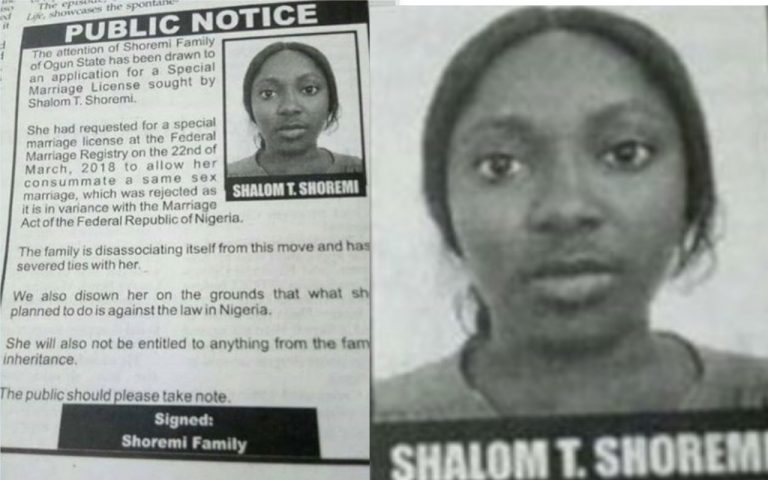 The episode,
Life, showcases the spontane-
it
PUBLIC NOTICE
The attention of Shoremi Family
of Ogun State has been drawn to
an application for a Special
Marriage License sought by
Shalom T. Shoremi.
She had requested for a special
marriage license at the Federal
Marriage Registry on the 22nd of
March, 2018 to allow her
consummate a same sex
marriage, which was rejected as
it is in variance with the Marriage
Act of the Federal Republic of Nigeria.
SHALOM T. SHOREMI
The family is disassociating itself from this move and has
severed ties with her.
We also disown her on the grounds that what sh
planned to do is against the law in Nigeria.
She will also not be entitled to anything from the fam
inheritance.
The public should please take note.
Signed:
Shoremi Family
SHALOM T. SHOREMI